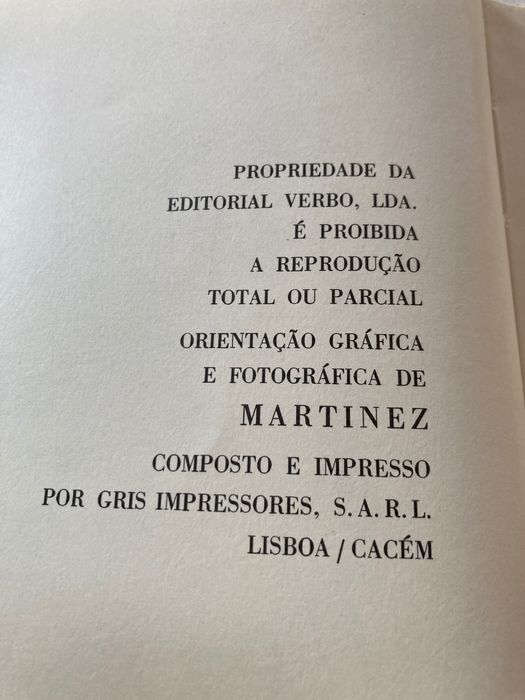 PROPRIEDADE DA
EDITORIAL VERBO, LDA.
É PROIBIDA
A REPRODUÇÃO
TOTAL OU PARCIAL
ORIENTAÇÃO GRÁFICA
E FOTOGRÁFICA DE
MARTINEZ
COMPOSTO E IMPRESSO
POR GRIS IMPRESSORES, S.A.R.L.
LISBOA / CACÉM